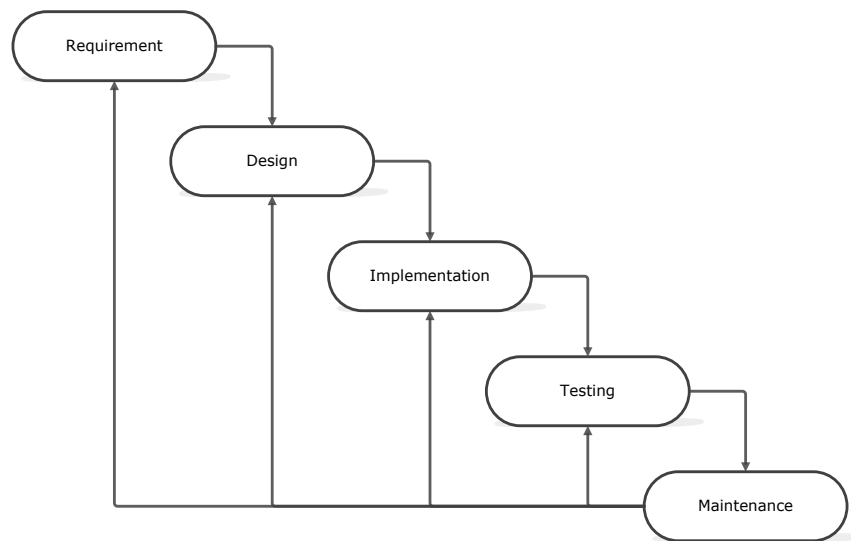 Requirement
Design
Implementation
Testing
Maintenance